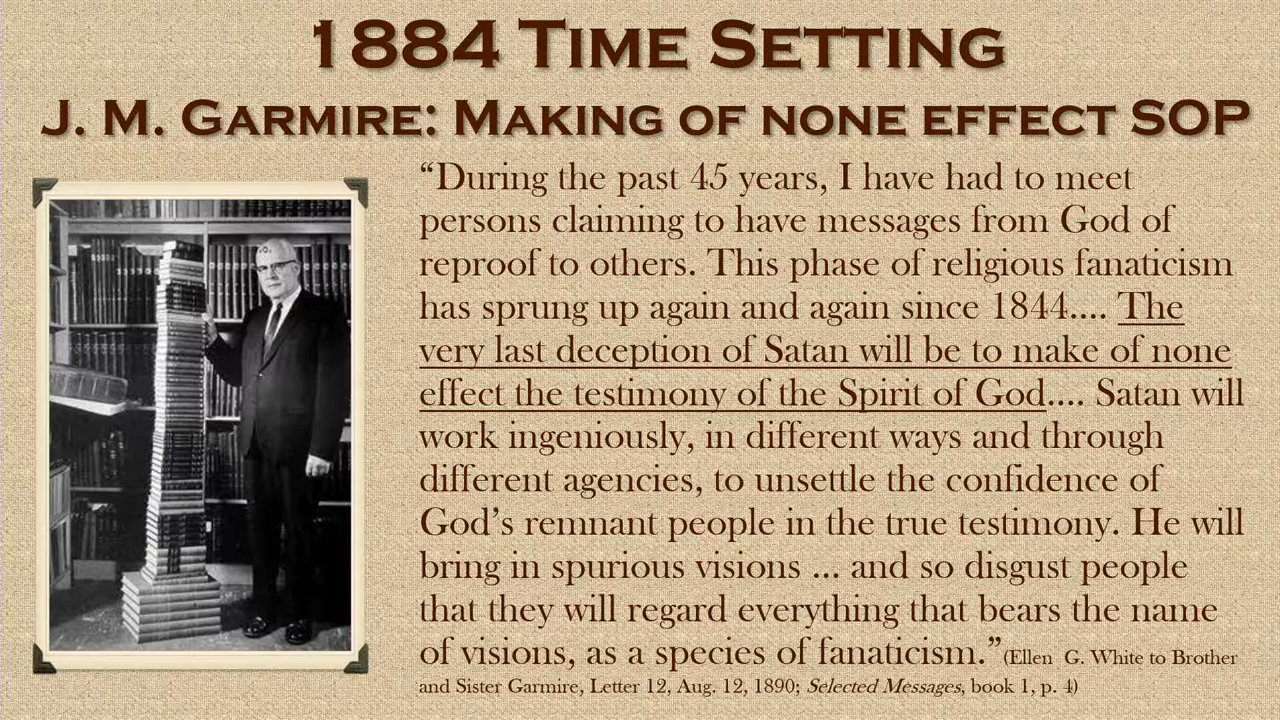 1884 Time Setting
J. M. Garmire: Making of none effect SOP
“During the past 45 years, I have had to meet
persons claiming to have messages from God of
reproof to others. This phase of religious fanaticism
has sprung up again and again since 1844.... The
very last deception of Satan will be to make of none
effect the testimony of the Spirit of God.... Satan will
work ingeniously, in different ways and through
different agencies, to unsettle the confidence of
God’s remnant people in the true testimony. He will
bring in spurious visions ... and so disgust people
that they will regard everything that bears the name
of visions, as a species of fanaticism.” (Ellen G. White to Brother
and Sister Garmire, Letter 12, Aug. 12, 1890; Selected Messages, book 1, p. 4)